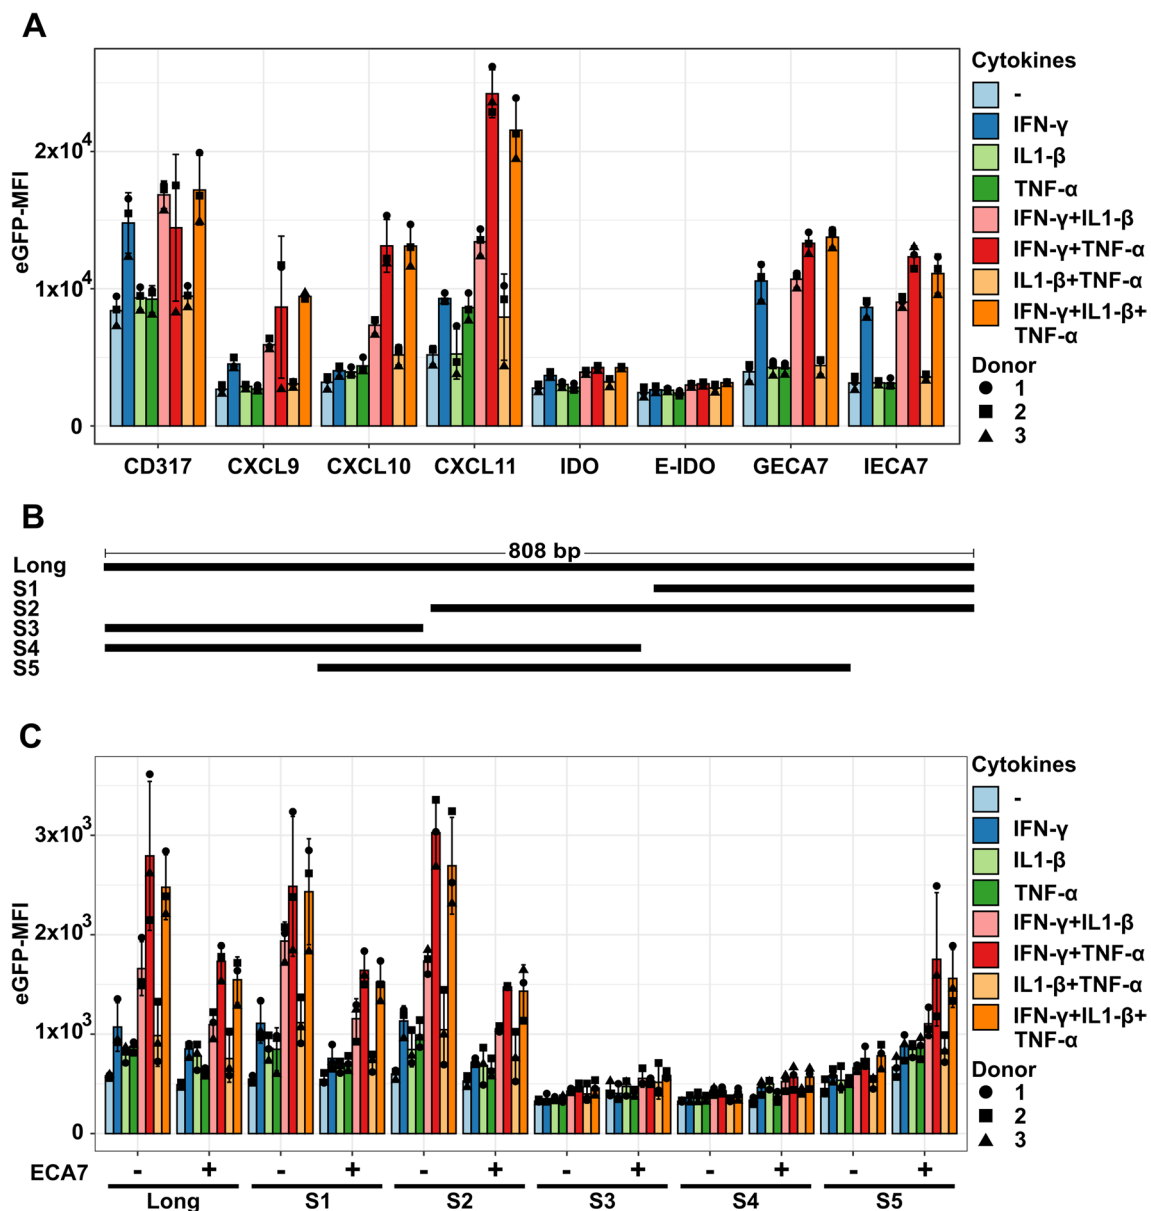 A
eGFP-MFI
2x10⁴
1x10⁴
0
CD317 CXCL9 CXCL10 CXCL11 IDO E-IDO GECA7 IECA7
Cytokines
-
IFN-γ
IL1-β
TNF-α
IFN-γ+IL1-β
IFN-γ+TNF-α
IL1-β+TNF-α
IFN-γ+IL1-β+
TNF-α
Donor
1
2
3
B
808 bp
Long
S1
S2
S3
S4
S5
C
eGFP-MFI
3x10³
2x10³
1x10³
0
ECA7 - + - + - + - + - + - +
Long S1 S2 S3 S4 S5
Cytokines
-
IFN-γ
IL1-β
TNF-α
IFN-γ+IL1-β
IFN-γ+TNF-α
IL1-β+TNF-α
IFN-γ+IL1-β+
TNF-α
Donor
1
2
3